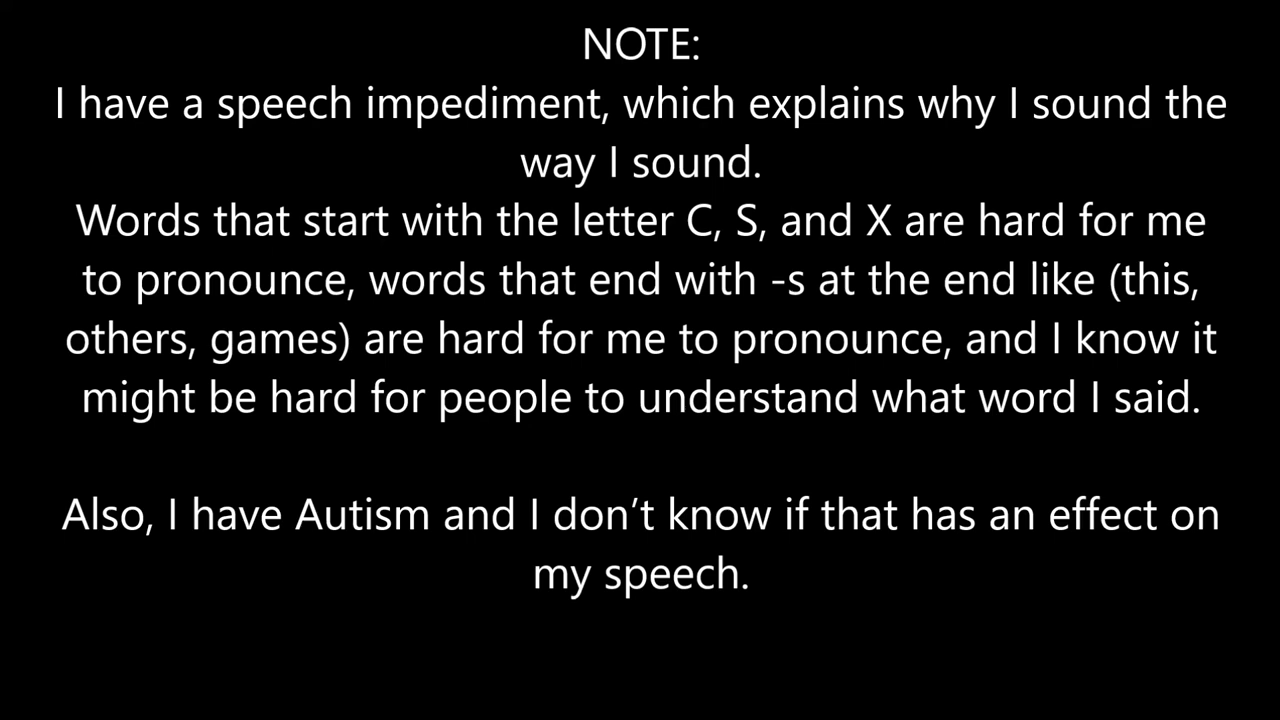 NOTE:
I have a speech impediment, which explains why I sound the
way I sound.
Words that start with the letter C, S, and X are hard for me
to pronounce, words that end with -s at the end like (this,
others, games) are hard for me to pronounce, and I know it
might be hard for people to understand what word I said.
Also, I have Autism and I don’t know if that has an effect on
my speech.